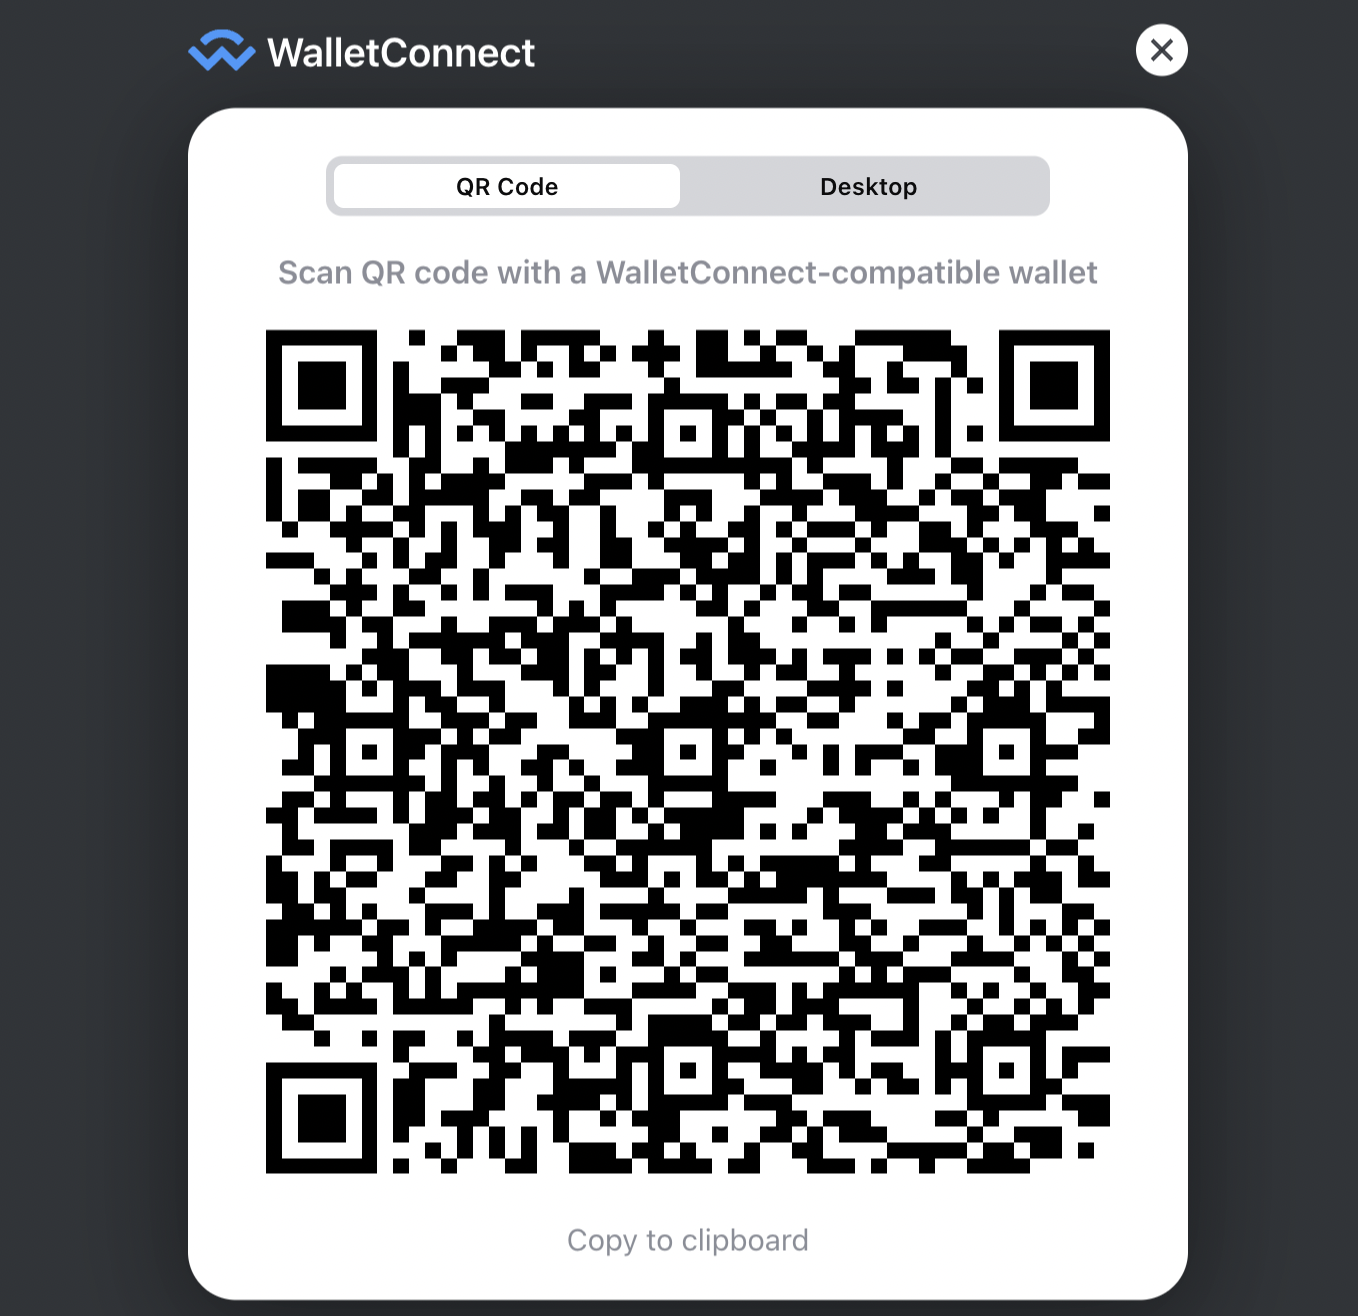 WalletConnect
QR Code
Desktop
Scan QR code with a WalletConnect-compatible wallet
Copy to clipboard